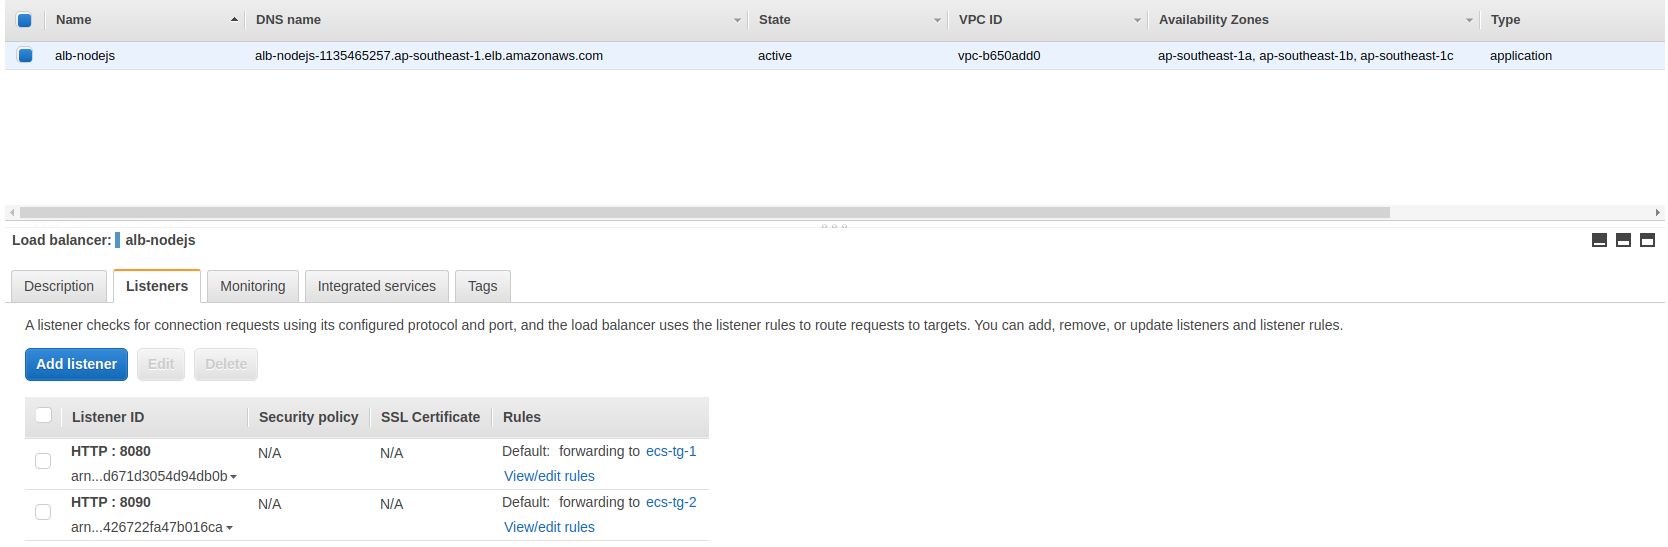 Name DNS name State VPC ID Availability Zones Type
alb-nodejs alb-nodejs-1135465257.ap-southeast-1.elb.amazonaws.com active vpc-b650add0 ap-southeast-1a, ap-southeast-1b, ap-southeast-1c application
Load balancer: alb-nodejs
Description Listeners Monitoring Integrated services Tags
A listener checks for connection requests using its configured protocol and port, and the load balancer uses the listener rules to route requests to targets. You can add, remove, or update listeners and listener rules.
Add listener Edit Delete
Listener ID Security policy SSL Certificate Rules
HTTP : 8080 N/A N/A Default: forwarding to ecs-tg-1
arn...d671d3054d94db0b View/edit rules
HTTP : 8090 N/A N/A Default: forwarding to ecs-tg-2
arn...426722fa47b016ca View/edit rules